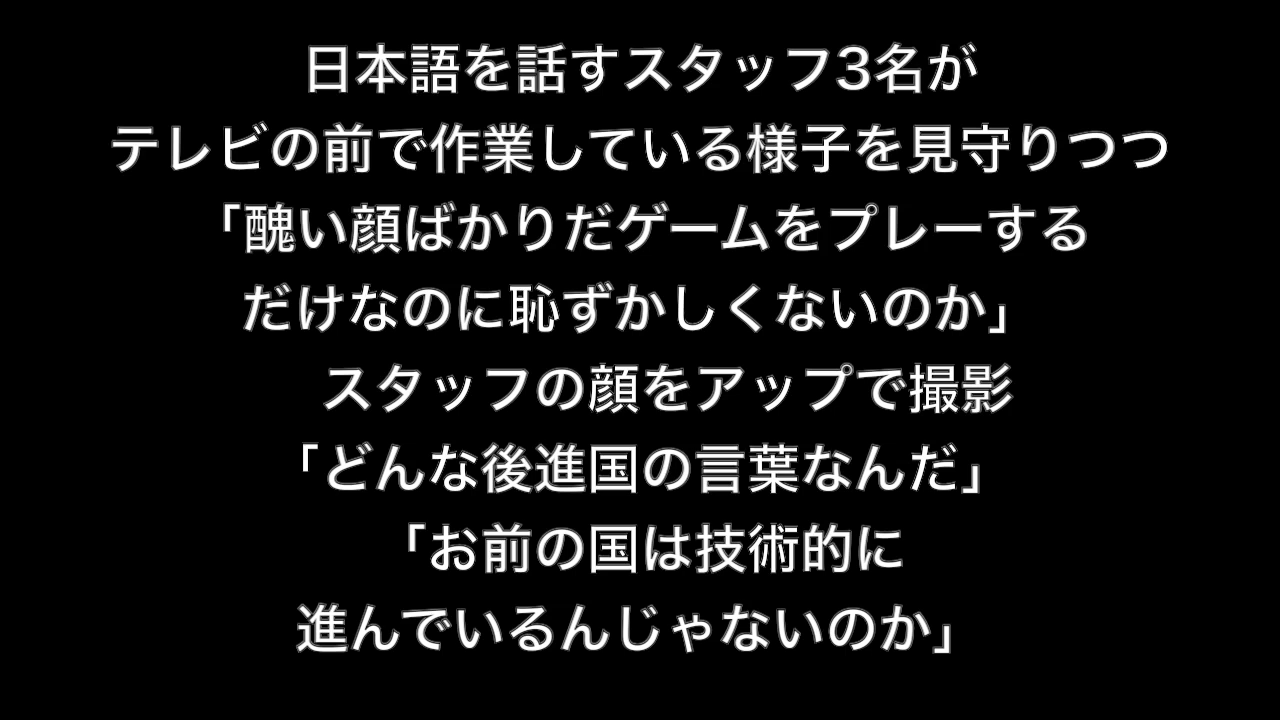 日本語を話すスタッフ3名が
テレビの前で作業している様子を見守りつつ
「醜い顔ばかりだゲームをプレーする
だけなのに恥ずかしくないのか」
スタッフの顔をアップで撮影
「どんな後進国の言葉なんだ」
「お前の国は技術的に
進んでいるんじゃないのか」